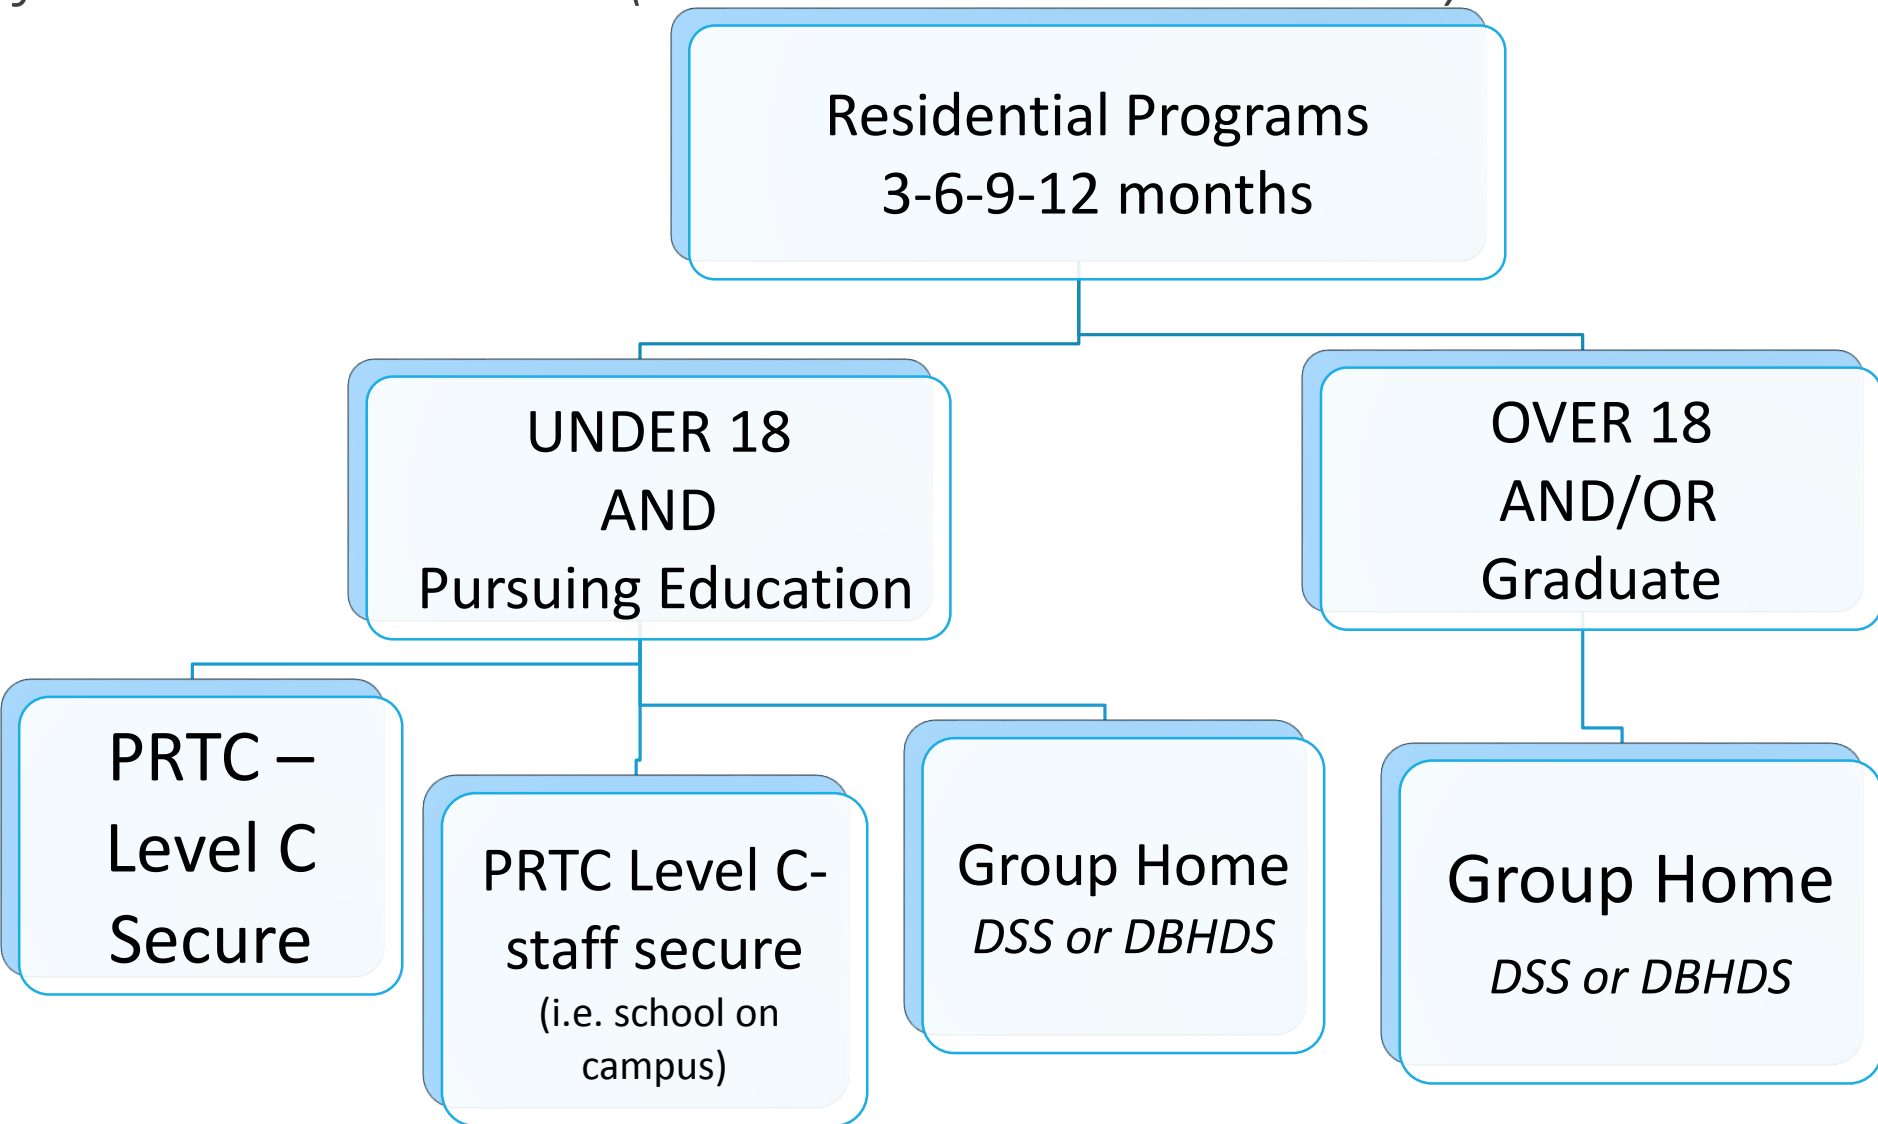 Residential Programs
3-6-9-12 months
UNDER 18
AND
Pursuing Education
OVER 18
AND/OR
Graduate
PRTC –
Level C
Secure
PRTC Level C-
staff secure
(i.e. school on
campus)
Group Home
DSS or DBHDS
Group Home
DSS or DBHDS